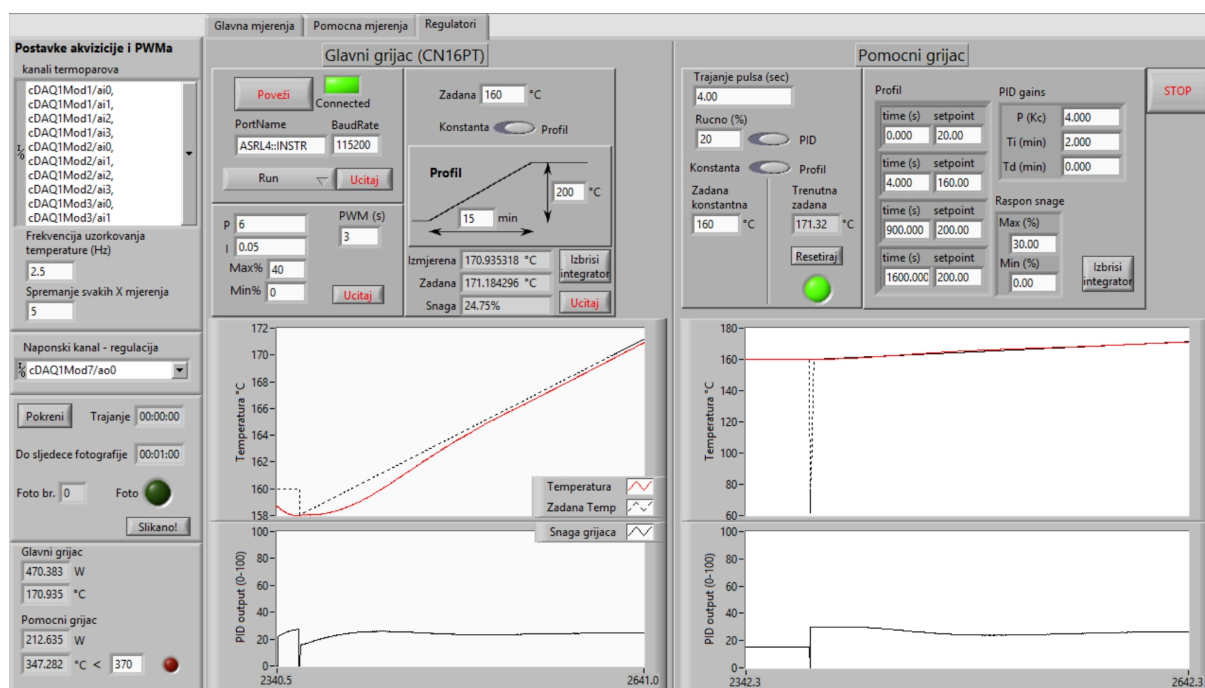 Glavna mjerenja
Pomocna mjerenja
Regulatori
Postavke akvizicije i PWMa
kanali termoparova
cDAQ1Mod1/ai0,
cDAQ1Mod1/ai1,
cDAQ1Mod1/ai2,
cDAQ1Mod1/ai3,
cDAQ1Mod2/ai0,
cDAQ1Mod2/ai1,
cDAQ1Mod2/ai2,
cDAQ1Mod2/ai3,
cDAQ1Mod3/ai0,
cDAQ1Mod3/ai1
Frekvencija uzorkovanja
temperature (Hz)
2.5
Spremanje svakih X mjerenja
5
Naponski kanal - regulacija
cDAQ1Mod7/ao0
Pokreni
Trajanje 00:00:00
Do sljedece fotografije 00:01:00
Foto br. 0
Foto
Slikano!
Glavni grijac
470.383 W
170.935 °C
Pomocni grijac
212.635 W
347.282 °C < 370
Glavni grijac (CN16PT)
Poveži
Connected
PortName
BaudRate
ASRL4::INSTR
115200
Run
Ucitaj
P 6
I 0.05
Max% 40
Min% 0
PWM (s)
3
Ucitaj
Zadana 160 °C
Konstanta
Profil
Profil
200 °C
15 min
Izmjerena 170.935318 °C
Zadana 171.184296 °C
Snaga 24.75%
Izbrisi
integrator
Ucitaj
Temperatura °C
172
170
168
166
164
162
160
158
Temperatura
Zadana Temp
Snaga grijaca
PID output (0-100)
100
80
60
40
20
0
2340.5
2641.0
Pomocni grijac
Trajanje pulsa (sec)
4.00
Rucno (%)
20
PID
Konstanta
Profil
Zadana
konstantna
160 °C
Trenutna
zadana
171.32 °C
Resetiraj
Profil
time (s) setpoint
0.000 20.00
time (s) setpoint
4.000 160.00
time (s) setpoint
900.000 200.00
time (s) setpoint
1600.000 200.00
PID gains
P (Kc) 4.000
Ti (min) 2.000
Td (min) 0.000
Raspon snage
Max (%)
30.00
Min (%)
0.00
Izbrisi
integrator
STOP
Temperatura °C
180
160
140
120
100
80
60
PID output (0-100)
100
80
60
40
20
0
2342.3
2642.3